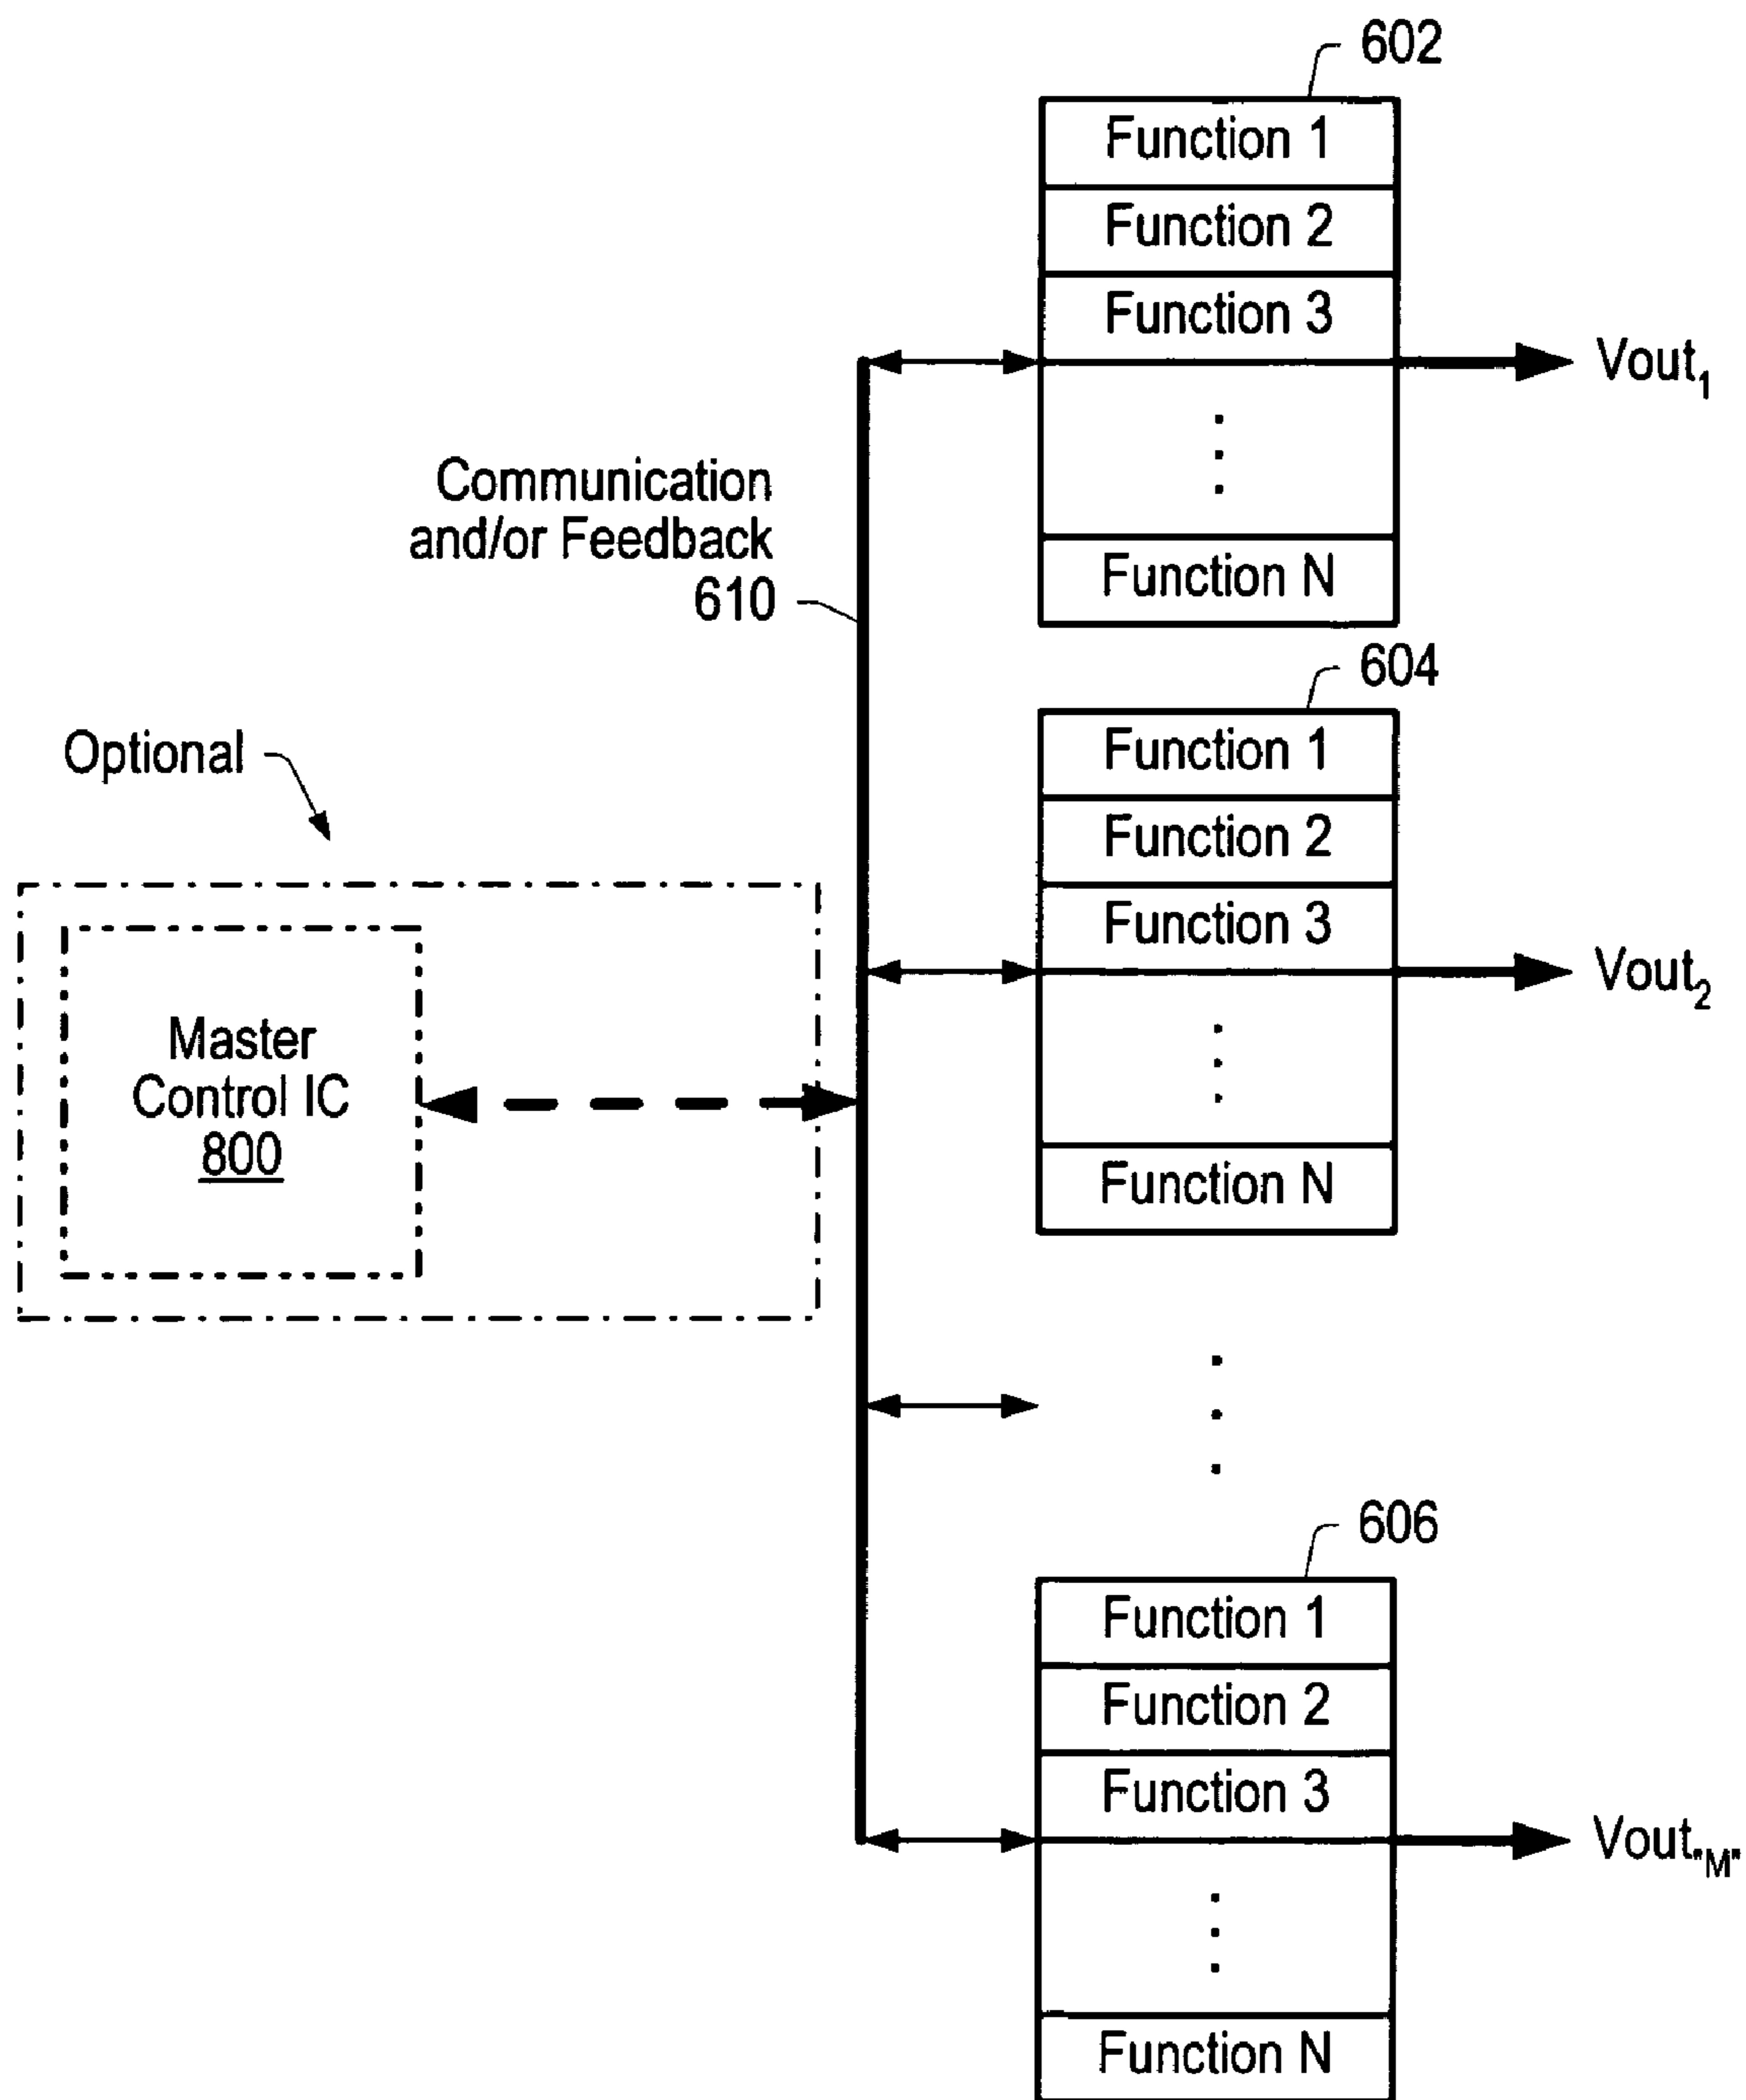 602
Function 1
Function 2
Function 3
Vout1
Function N
Communication
and/or Feedback
610
604
Function 1
Function 2
Function 3
Vout2
Function N
Optional
Master
Control IC
800
606
Function 1
Function 2
Function 3
Vout"M"
Function N